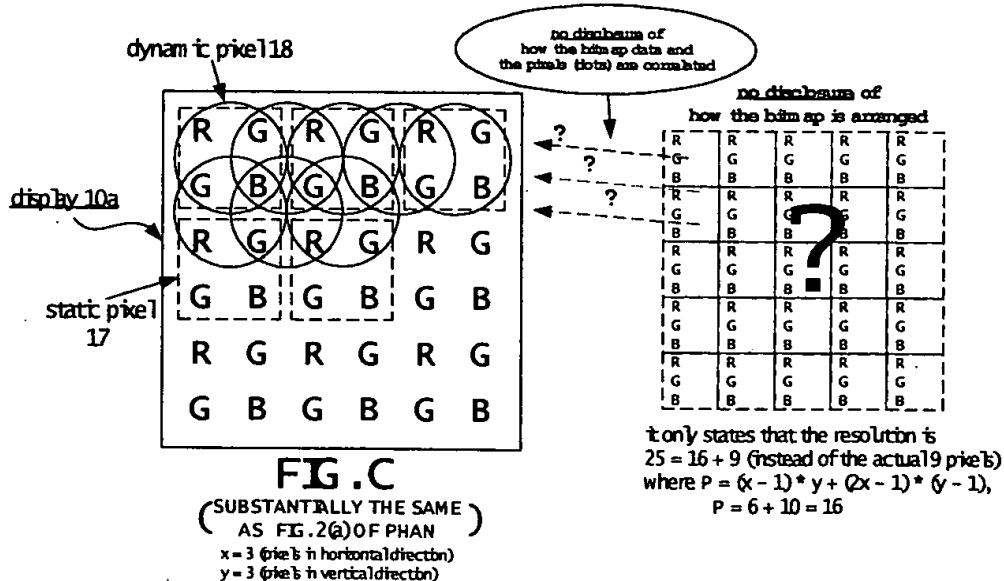 dynamic pixel 18
no disclosure of
how the bitmap data and
the pixels (dots) are correlated
no disclosure of
how the bitmap is arranged
R G R G R G
G B G B G B
R G R G R G
G B G B G B
R G R G R G
G B G B G B
display 10a
static pixel
17
? 
?
?
R R R R R
G G G G G
B B B B B
R R R R R
G G G G G
B B B B B
R R R R R
G G G G G
B B B B B
R R R R R
G G G G G
B B B B B
R R R R R
G G G G G
B B B B B
?
it only states that the resolution is
25 = 16 + 9 (instead of the actual 9 pixels)
where P = (x - 1) * y + (2x - 1) * (y - 1),
P = 6 + 10 = 16
FIG. C
(SUBSTANTIALLY THE SAME
AS FIG. 2(a) OF PHAN)
x = 3 (pixels in horizontal direction)
y = 3 (pixels in vertical direction)